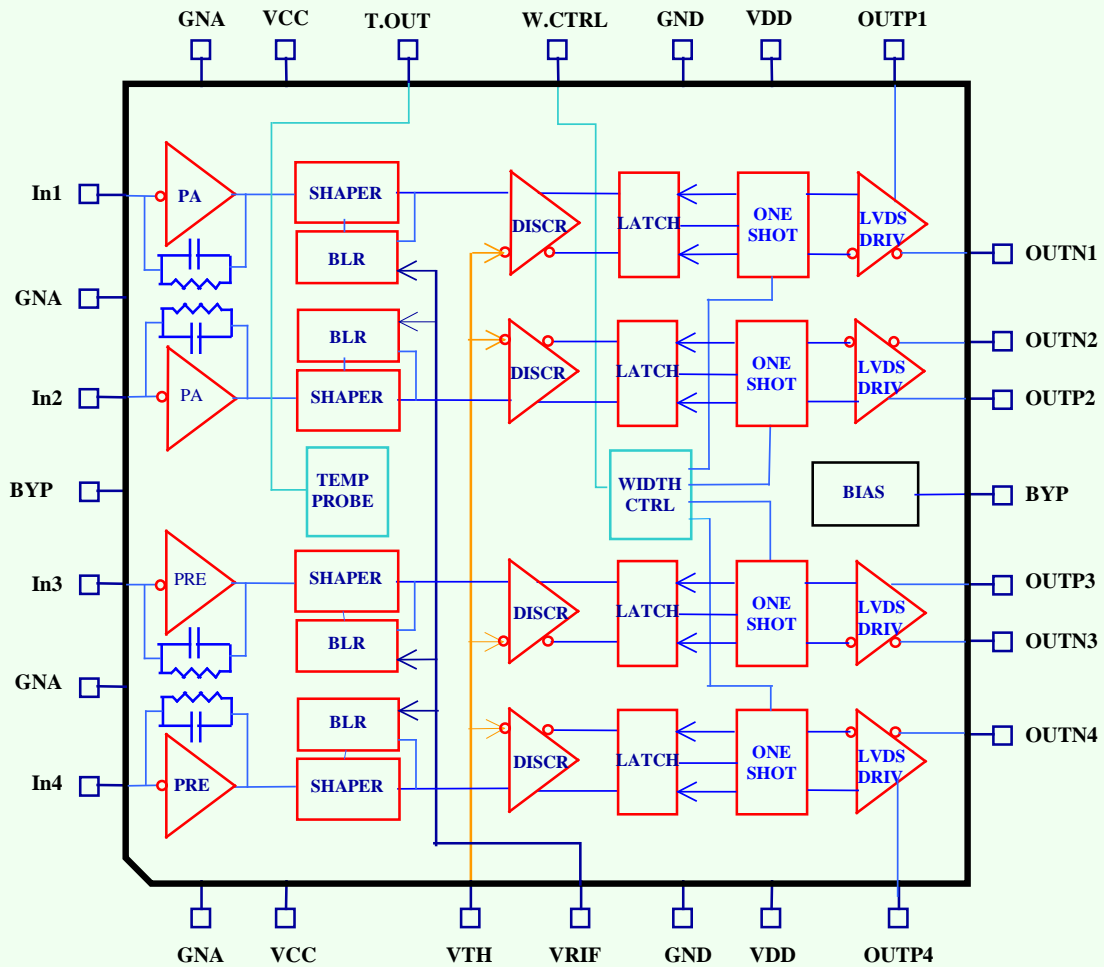 GNA VCC T.OUT W.CTRL GND VDD OUTP1
In1 PA SHAPER DISCR LATCH ONE SHOT LVDS DRIV
BLR OUTN1
GNA
BLR OUTN2
In2 PA SHAPER DISCR LATCH ONE SHOT LVDS DRIV OUTP2
BYP TEMP PROBE WIDTH CTRL BIAS BYP
In3 PRE SHAPER DISCR LATCH ONE SHOT LVDS DRIV OUTP3
BLR OUTN3
GNA
BLR OUTN4
In4 PRE SHAPER DISCR LATCH ONE SHOT LVDS DRIV
GNA VCC VTH VRIF GND VDD OUTP4